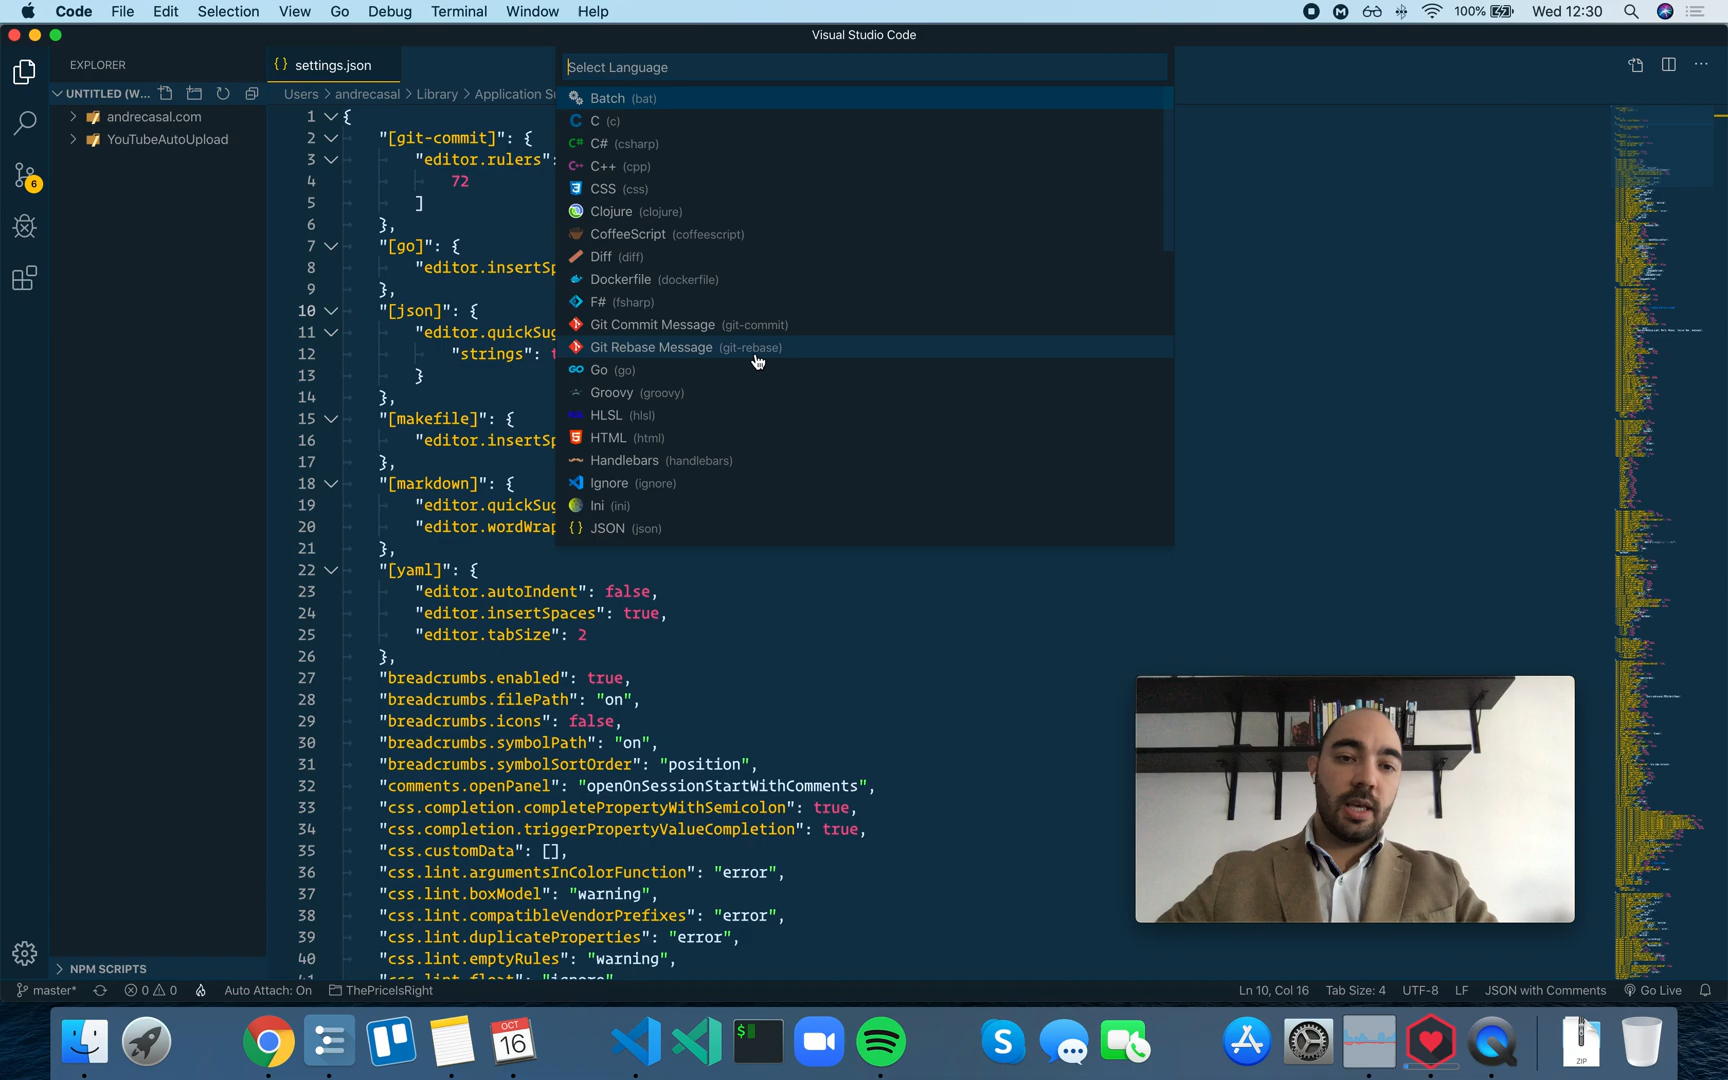 Code File Edit Selection View Go Debug Terminal Window Help 100% Wed 12:30
Visual Studio Code
EXPLORER
settings.json
Select Language
UNTITLED (W...
Users > andrecasal > Library > Application Su
andrecasal.com
YouTubeAutoUpload
6
Batch (bat)
C (c)
C# (csharp)
C++ (cpp)
CSS (css)
Clojure (clojure)
CoffeeScript (coffeescript)
Diff (diff)
Dockerfile (dockerfile)
F# (fsharp)
Git Commit Message (git-commit)
Git Rebase Message (git-rebase)
Go (go)
Groovy (groovy)
HLSL (hlsl)
HTML (html)
Handlebars (handlebars)
Ignore (ignore)
Ini (ini)
JSON (json)
1 {
2 "[git-commit]": {
3 "editor.rulers":
4 72
5 ]
6 },
7 "[go]": {
8 "editor.insertSp
9 },
10 "[json]": {
11 "editor.quickSug
12 "strings": t
13 }
14 },
15 "[makefile]": {
16 "editor.insertSp
17 },
18 "[markdown]": {
19 "editor.quickSug
20 "editor.wordWrap
21 },
22 "[yaml]": {
23 "editor.autoIndent": false,
24 "editor.insertSpaces": true,
25 "editor.tabSize": 2
26 },
27 "breadcrumbs.enabled": true,
28 "breadcrumbs.filePath": "on",
29 "breadcrumbs.icons": false,
30 "breadcrumbs.symbolPath": "on",
31 "breadcrumbs.symbolSortOrder": "position",
32 "comments.openPanel": "openOnSessionStartWithComments",
33 "css.completion.completePropertyWithSemicolon": true,
34 "css.completion.triggerPropertyValueCompletion": true,
35 "css.customData": [],
36 "css.lint.argumentsInColorFunction": "error",
37 "css.lint.boxModel": "warning",
38 "css.lint.compatibleVendorPrefixes": "error",
39 "css.lint.duplicateProperties": "error",
40 "css.lint.emptyRules": "warning",
41 "css.lint.float": "ignore"
NPM SCRIPTS
master* 0 0 Auto Attach: On ThePriceIsRight Ln 10, Col 16 Tab Size: 4 UTF-8 LF JSON with Comments Go Live
OCT
16
$
ZIP